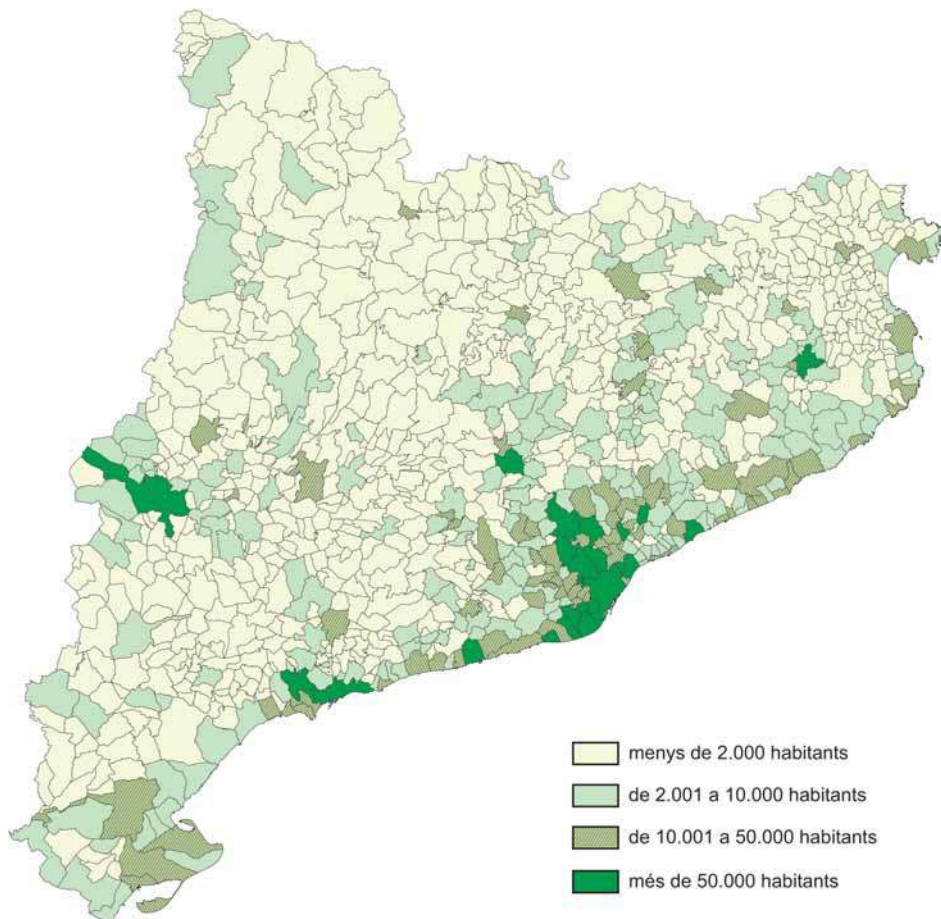 menys de 2.000 habitants
de 2.001 a 10.000 habitants
de 10.001 a 50.000 habitants
més de 50.000 habitants